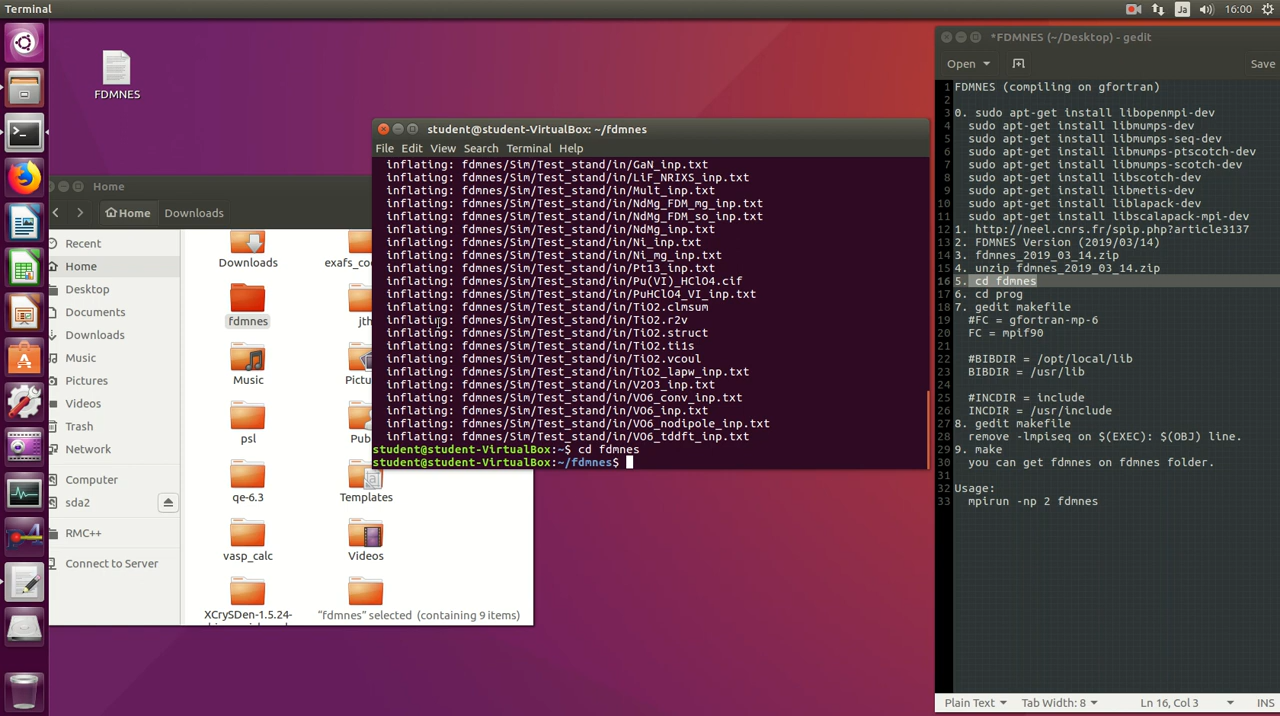 Terminal
Ja
16:00
FDMNES
Home
Home
Downloads
Recent
Home
Desktop
Documents
Downloads
Music
Pictures
Videos
Trash
Network
Computer
sda2
RMC++
Connect to Server
Downloads
exafs_co
fdmnes
jth
Music
Pictur
psl
Pub
qe-6.3
Templates
vasp_calc
Videos
XCrySDen-1.5.24-
"fdmnes" selected (containing 9 items)
student@student-VirtualBox: ~/fdmnes
File Edit View Search Terminal Help
inflating: fdmnes/Sim/Test_stand/in/GaN_inp.txt
inflating: fdmnes/Sim/Test_stand/in/LiF_NRIXS_inp.txt
inflating: fdmnes/Sim/Test_stand/in/Mult_inp.txt
inflating: fdmnes/Sim/Test_stand/in/NdMg_FDM_mg_inp.txt
inflating: fdmnes/Sim/Test_stand/in/NdMg_FDM_so_inp.txt
inflating: fdmnes/Sim/Test_stand/in/NdMg_inp.txt
inflating: fdmnes/Sim/Test_stand/in/Ni_inp.txt
inflating: fdmnes/Sim/Test_stand/in/Ni_mg_inp.txt
inflating: fdmnes/Sim/Test_stand/in/Pt13_inp.txt
inflating: fdmnes/Sim/Test_stand/in/Pu(VI)_HClO4.cif
inflating: fdmnes/Sim/Test_stand/in/PuHClO4_VI_inp.txt
inflating: fdmnes/Sim/Test_stand/in/TiO2.clmsum
inflating: fdmnes/Sim/Test_stand/in/TiO2.r2v
inflating: fdmnes/Sim/Test_stand/in/TiO2.struct
inflating: fdmnes/Sim/Test_stand/in/TiO2.ti1s
inflating: fdmnes/Sim/Test_stand/in/TiO2.vcoul
inflating: fdmnes/Sim/Test_stand/in/TiO2_lapw_inp.txt
inflating: fdmnes/Sim/Test_stand/in/V2O3_inp.txt
inflating: fdmnes/Sim/Test_stand/in/VO6_conv_inp.txt
inflating: fdmnes/Sim/Test_stand/in/VO6_inp.txt
inflating: fdmnes/Sim/Test_stand/in/VO6_nodipole_inp.txt
inflating: fdmnes/Sim/Test_stand/in/VO6_tddft_inp.txt
student@student-VirtualBox:~$ cd fdmnes
student@student-VirtualBox:~/fdmnes$
*FDMNES (~/Desktop) - gedit
Open
Save
1 FDMNES (compiling on gfortran)
2
3 0. sudo apt-get install libopenmpi-dev
4 sudo apt-get install libmumps-dev
5 sudo apt-get install libmumps-seq-dev
6 sudo apt-get install libmumps-ptscotch-dev
7 sudo apt-get install libmumps-scotch-dev
8 sudo apt-get install libscotch-dev
9 sudo apt-get install libmetis-dev
10 sudo apt-get install liblapack-dev
11 sudo apt-get install libscalapack-mpi-dev
12 1. http://neel.cnrs.fr/spip.php?article3137
13 2. FDMNES Version (2019/03/14)
14 3. fdmnes_2019_03_14.zip
15 4. unzip fdmnes_2019_03_14.zip
16 5. cd fdmnes
17 6. cd prog
18 7. gedit makefile
19 #FC = gfortran-mp-6
20 FC = mpif90
21
22 #BIBDIR = /opt/local/lib
23 BIBDIR = /usr/lib
24
25 #INCDIR = include
26 INCDIR = /usr/include
27 8. gedit makefile
28 remove -lmpiseq on $(EXEC): $(OBJ) line.
29 9. make
30 you can get fdmnes on fdmnes folder.
31
32 Usage:
33 mpirun -np 2 fdmnes
Plain Text
Tab Width: 8
Ln 16, Col 3
INS